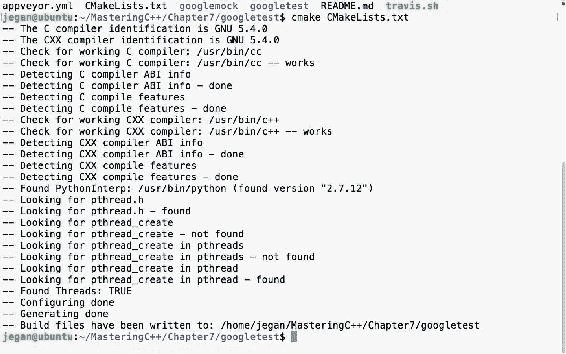 appveyor.yml  CMakeLists.txt  googlemock  googletest  README.md  travis.sh
jegan@ubuntu:~/MasteringC++/Chapter7/googletest$ cmake CMakeLists.txt
-- The C compiler identification is GNU 5.4.0
-- The CXX compiler identification is GNU 5.4.0
-- Check for working C compiler: /usr/bin/cc
-- Check for working C compiler: /usr/bin/cc -- works
-- Detecting C compiler ABI info
-- Detecting C compiler ABI info - done
-- Detecting C compile features
-- Detecting C compile features - done
-- Check for working CXX compiler: /usr/bin/c++
-- Check for working CXX compiler: /usr/bin/c++ -- works
-- Detecting CXX compiler ABI info
-- Detecting CXX compiler ABI info - done
-- Detecting CXX compile features
-- Detecting CXX compile features - done
-- Found PythonInterp: /usr/bin/python (found version "2.7.12")
-- Looking for pthread.h
-- Looking for pthread.h - found
-- Looking for pthread_create
-- Looking for pthread_create - not found
-- Looking for pthread_create in pthreads
-- Looking for pthread_create in pthreads - not found
-- Looking for pthread_create in pthread
-- Looking for pthread_create in pthread - found
-- Found Threads: TRUE
-- Configuring done
-- Generating done
-- Build files have been written to: /home/jegan/MasteringC++/Chapter7/googletest
jegan@ubuntu:~/MasteringC++/Chapter7/googletest$